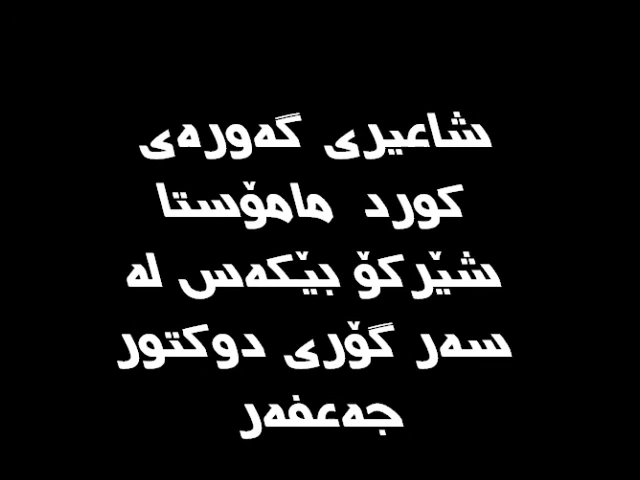 شاعیری گەورەی
کورد مامۆستا
شێرکۆ بێکەس لە
سەر گۆری دوکتور
جەعفەر